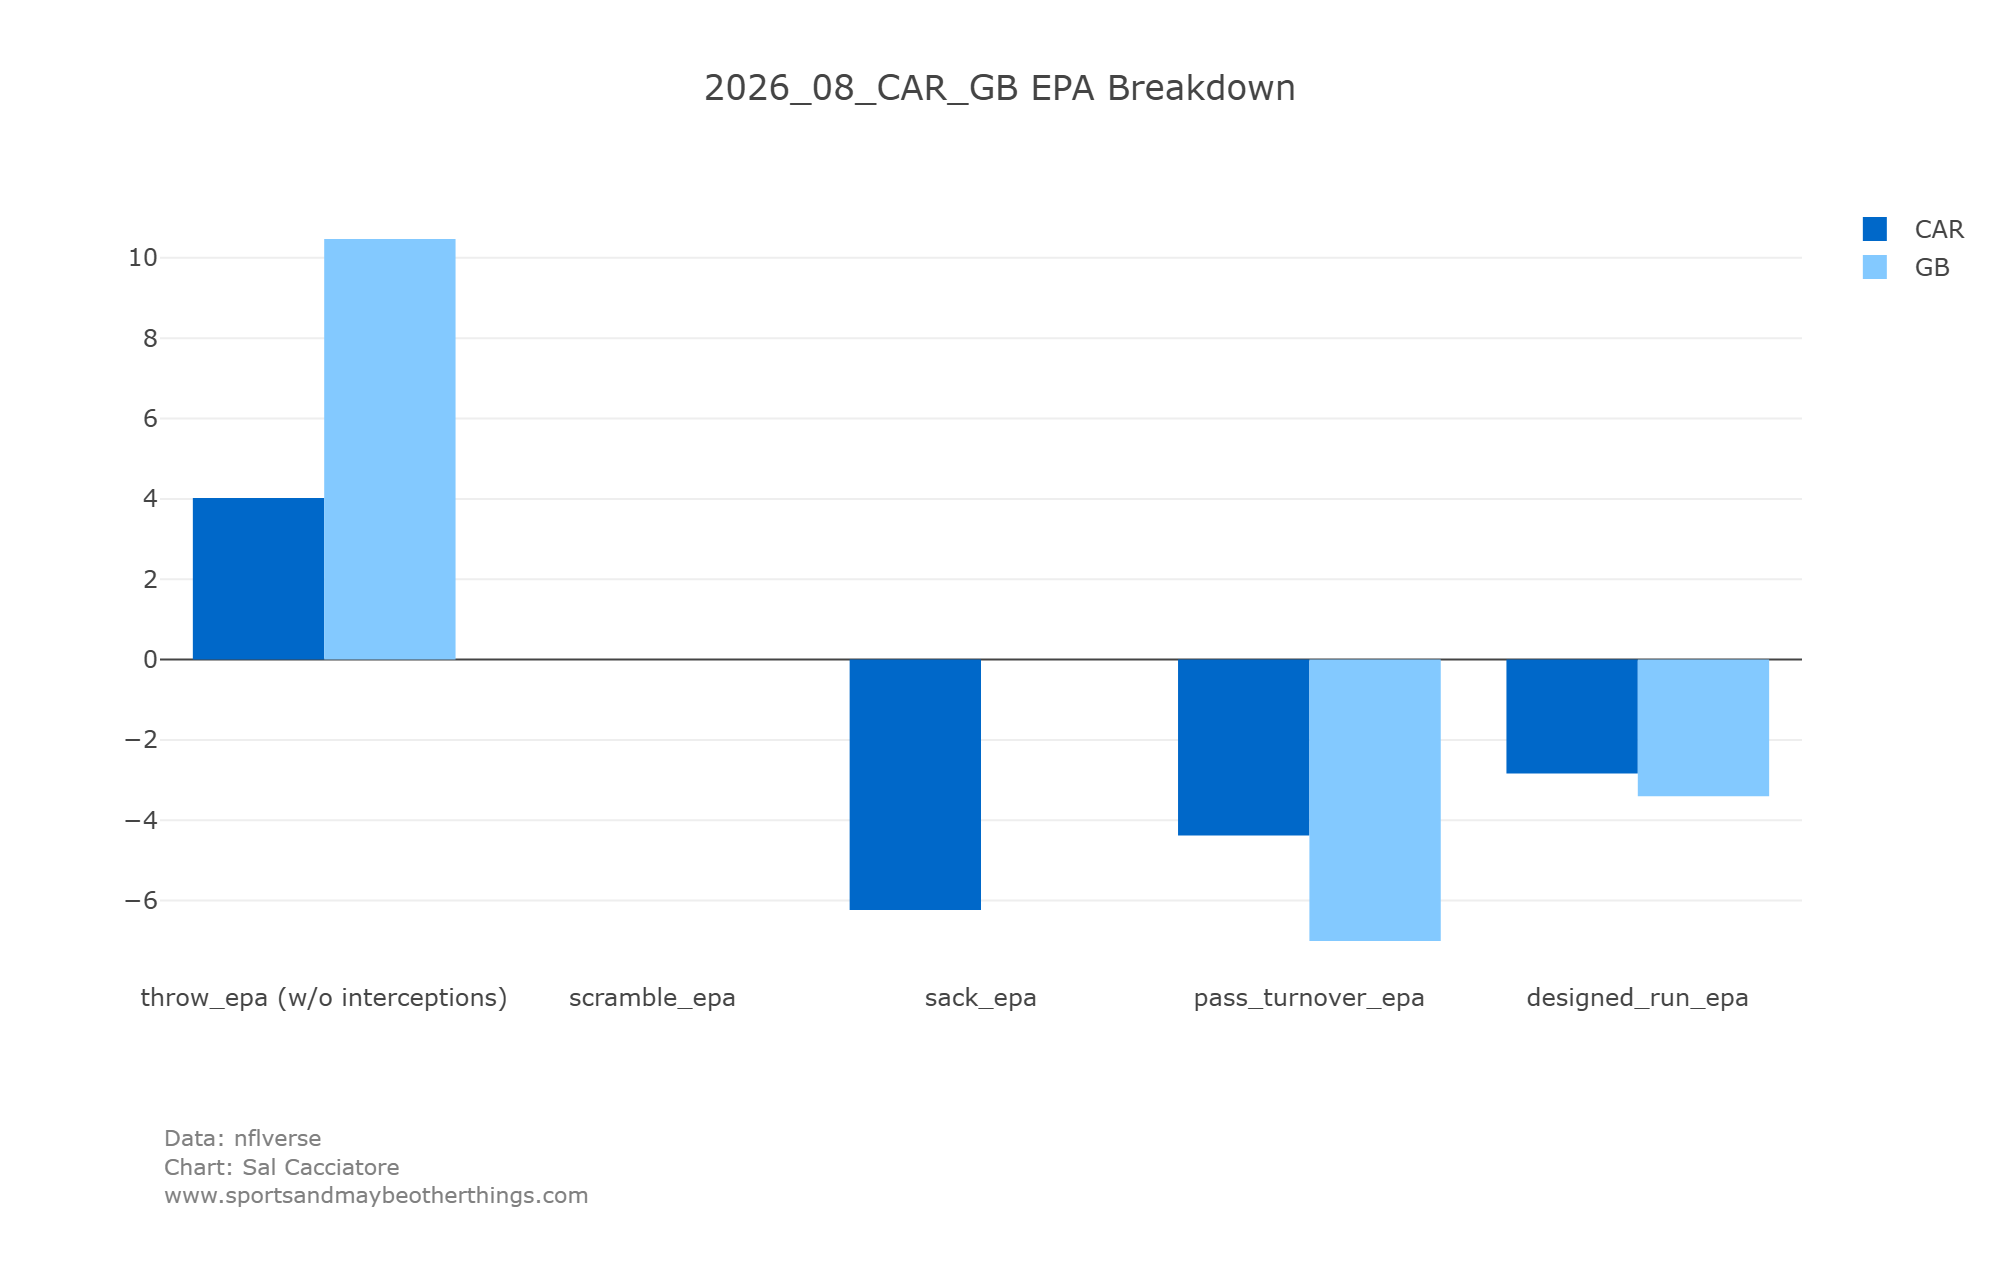 2026_08_CAR_GB EPA Breakdown
CAR
GB
10
8
6
4
2
0
−2
−4
−6
throw_epa (w/o interceptions)
scramble_epa
sack_epa
pass_turnover_epa
designed_run_epa
Data: nflverse
Chart: Sal Cacciatore
www.sportsandmaybeotherthings.com